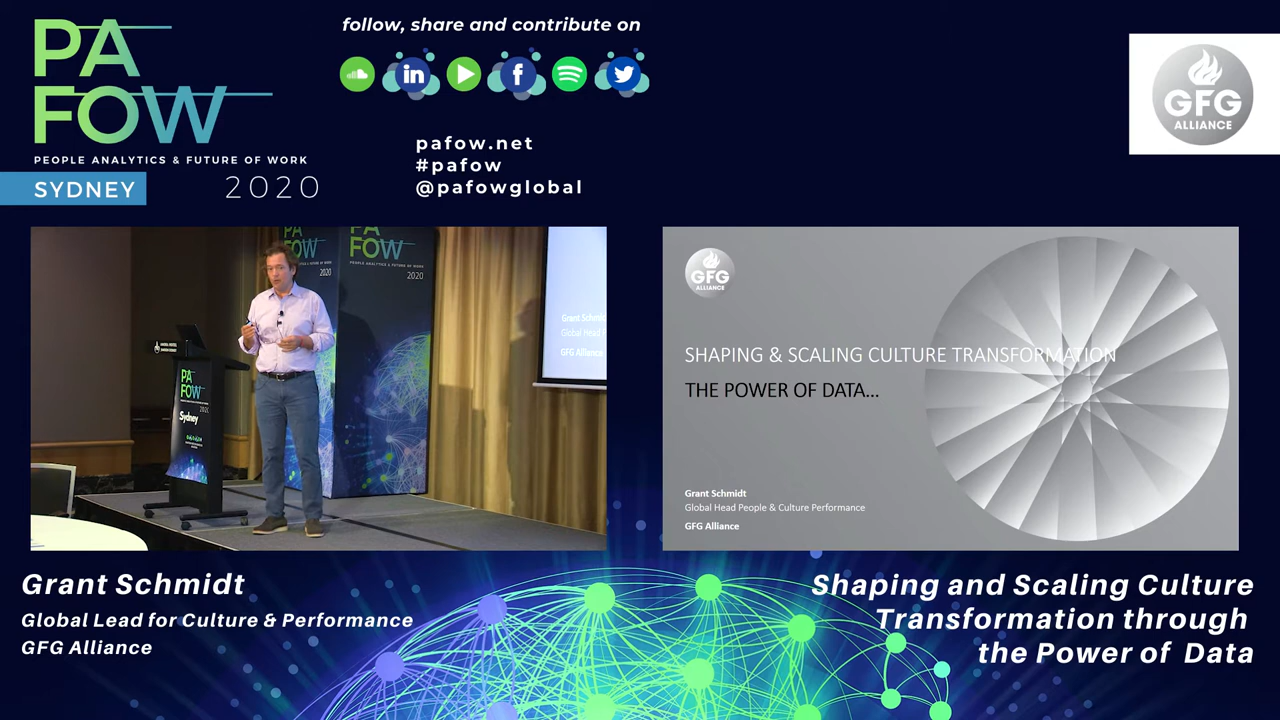 PA
FOW
PEOPLE ANALYTICS & FUTURE OF WORK
SYDNEY
2020
follow, share and contribute on
in
f
pafow.net
#pafow
@pafowglobal
GFG
ALLIANCE
PA
FOW
PEOPLE ANALYTICS & FUTURE OF WORK
2020
FOW
2020
Grant Schmidt
Global Head
GFG Alliance
PA
FOW
Sydney
GFG
ALLIANCE
SHAPING & SCALING CULTURE TRANSFORMATION
THE POWER OF DATA...
Grant Schmidt
Global Head People & Culture Performance
GFG Alliance
Grant Schmidt
Global Lead for Culture & Performance
GFG Alliance
Shaping and Scaling Culture
Transformation through
the Power of Data